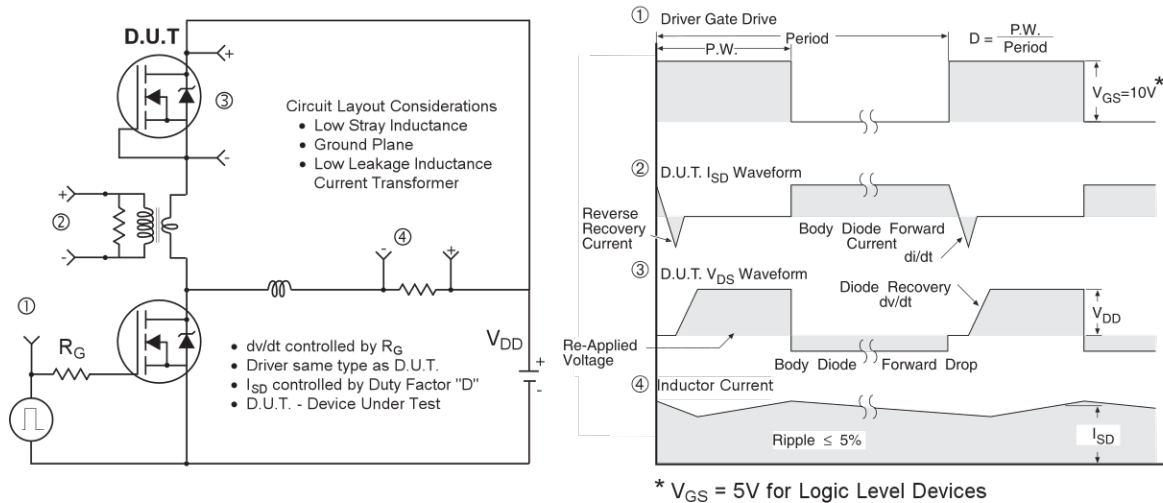 D.U.T
+
③
-
Circuit Layout Considerations
• Low Stray Inductance
• Ground Plane
• Low Leakage Inductance
Current Transformer
+
②
-
④
- +
①
R_G
V_DD
+
-
• dv/dt controlled by R_G
• Driver same type as D.U.T.
• I_SD controlled by Duty Factor "D"
• D.U.T. - Device Under Test
① Driver Gate Drive
P.W.
Period
D = P.W. / Period
V_GS=10V *
② D.U.T. I_SD Waveform
Reverse
Recovery
Current
Body Diode Forward
Current
di/dt
③ D.U.T. V_DS Waveform
Diode Recovery
dv/dt
V_DD
Re-Applied
Voltage
Body Diode Forward Drop
④ Inductor Current
Ripple ≤ 5%
I_SD
* V_GS = 5V for Logic Level Devices